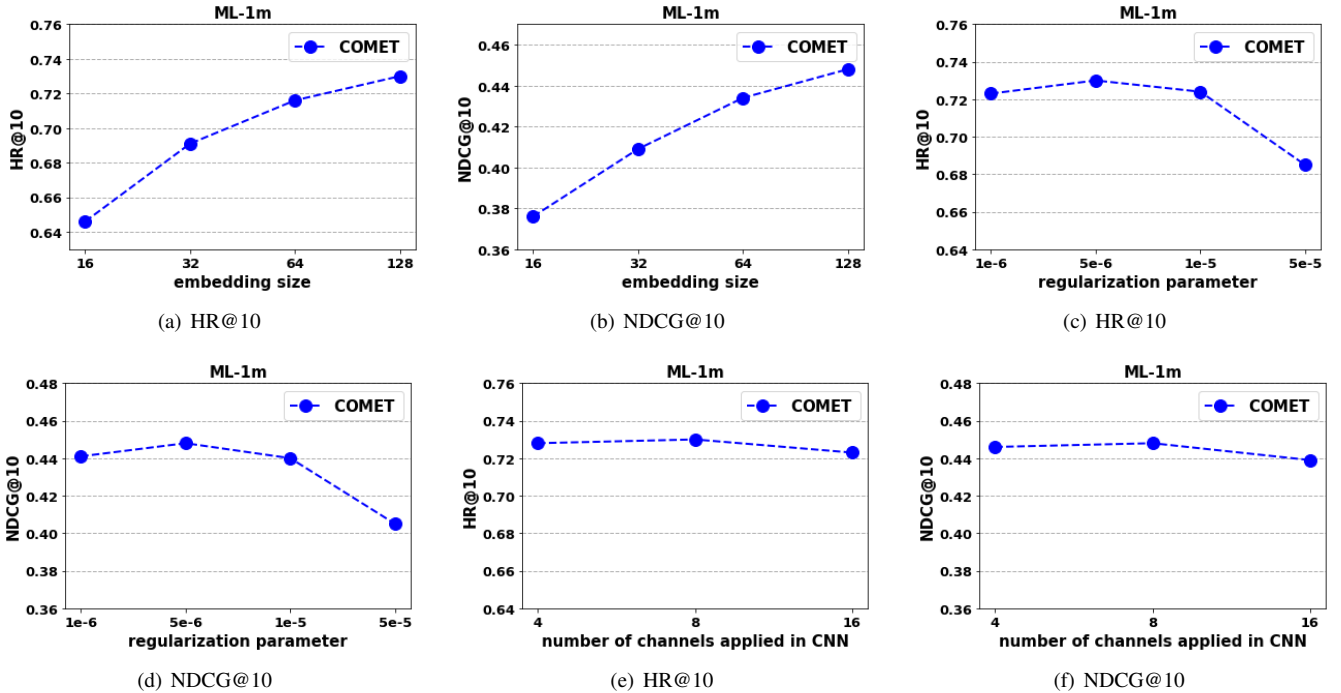 ML-1m
0.76
0.74
0.72
0.70
0.68
0.66
0.64
HR@10
COMET
16
32
64
128
embedding size
(a) HR@10
ML-1m
0.46
0.44
0.42
0.40
0.38
0.36
NDCG@10
COMET
16
32
64
128
embedding size
(b) NDCG@10
ML-1m
0.76
0.74
0.72
0.70
0.68
0.66
0.64
HR@10
COMET
1e-6
5e-6
1e-5
5e-5
regularization parameter
(c) HR@10
ML-1m
0.48
0.46
0.44
0.42
0.40
0.38
0.36
NDCG@10
COMET
1e-6
5e-6
1e-5
5e-5
regularization parameter
(d) NDCG@10
ML-1m
0.76
0.74
0.72
0.70
0.68
0.66
0.64
HR@10
COMET
4
8
16
number of channels applied in CNN
(e) HR@10
ML-1m
0.48
0.46
0.44
0.42
0.40
0.38
0.36
NDCG@10
COMET
4
8
16
number of channels applied in CNN
(f) NDCG@10